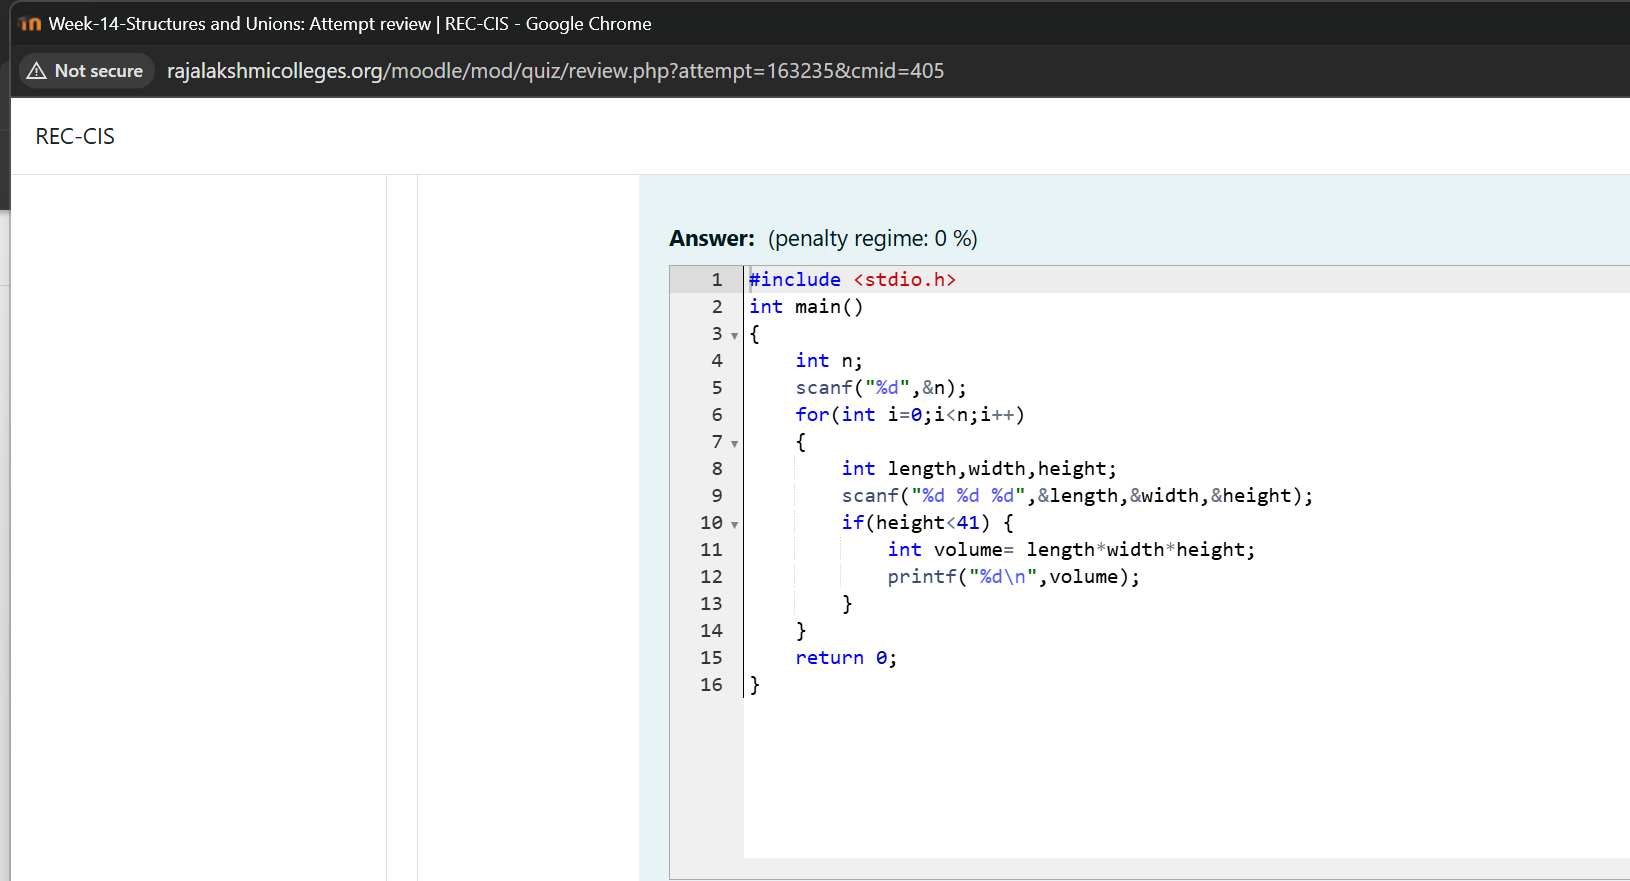 Week-14-Structures and Unions: Attempt review | REC-CIS - Google Chrome
Not secure rajalakshmicolleges.org/moodle/mod/quiz/review.php?attempt=163235&cmid=405
REC-CIS
Answer: (penalty regime: 0 %)
1 #include <stdio.h>
2 int main()
3 {
4     int n;
5     scanf("%d",&n);
6     for(int i=0;i<n;i++)
7     {
8         int length,width,height;
9         scanf("%d %d %d",&length,&width,&height);
10         if(height<41) {
11             int volume= length*width*height;
12             printf("%d\n",volume);
13         }
14     }
15     return 0;
16 }